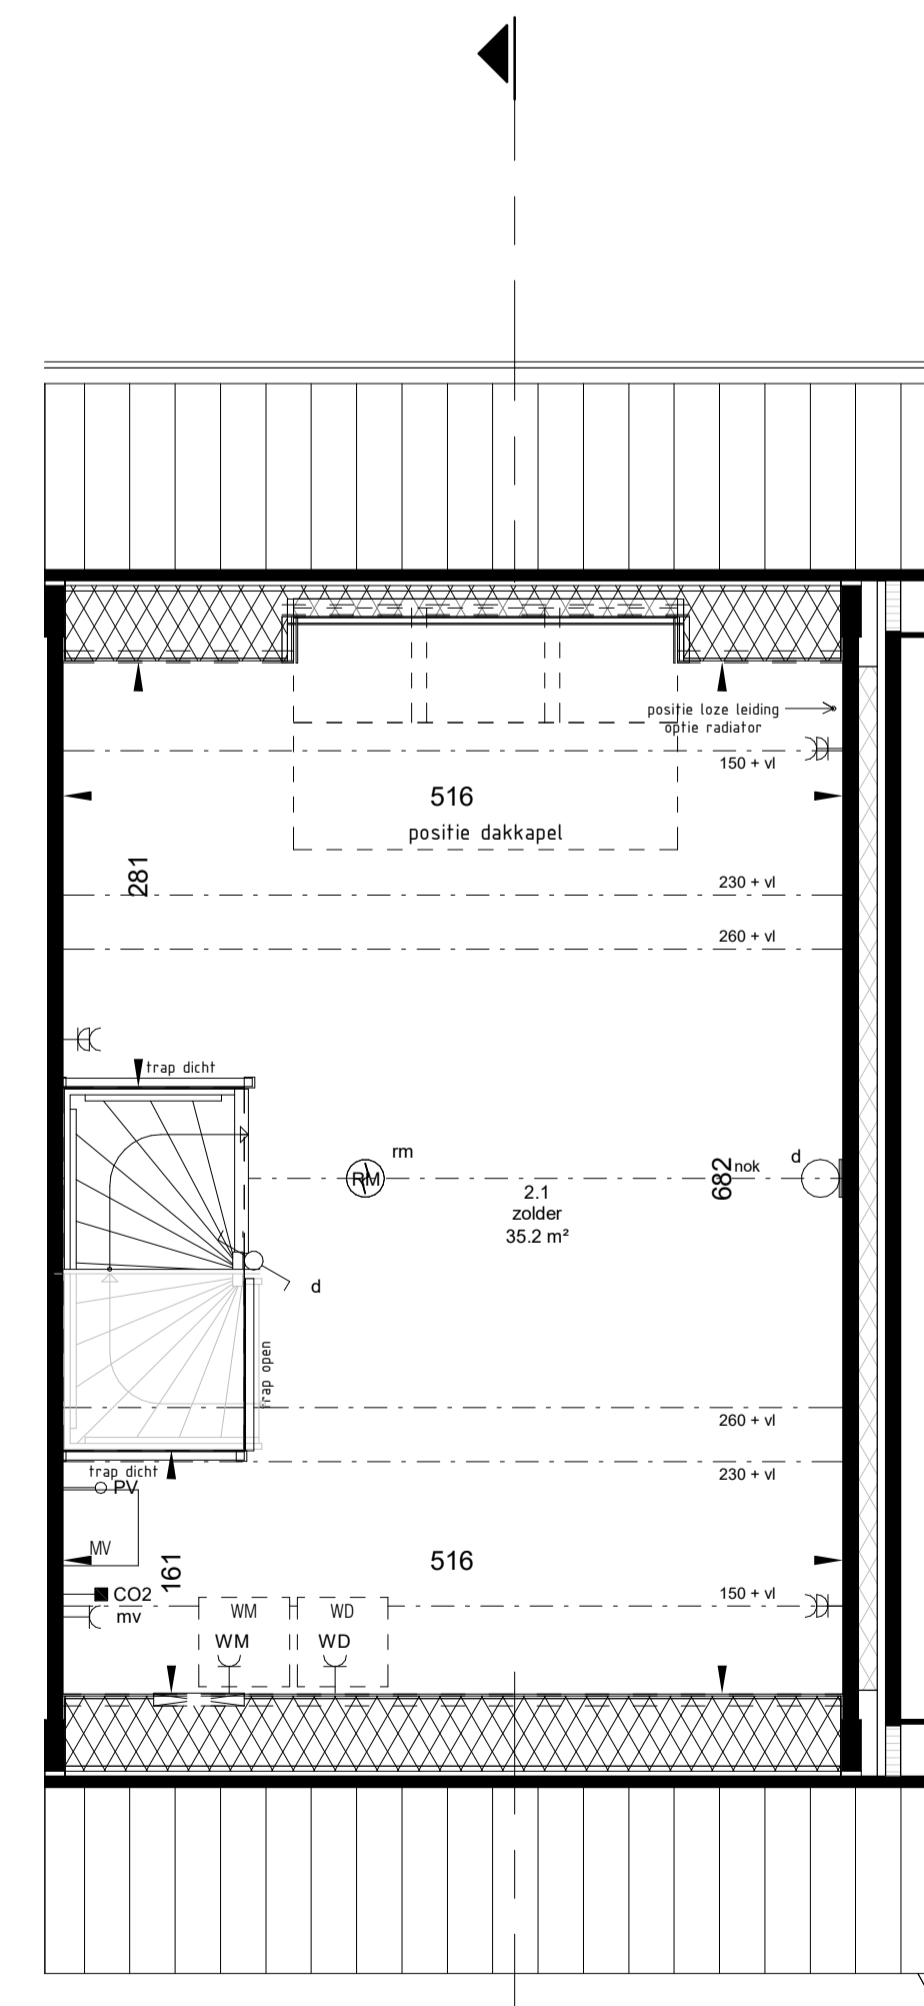 positie loze leiding
optie radiator
150 + vl
516
positie dakkapel
281
230 + vl
260 + vl
trap dicht
rm
RM
682
nok
d
2.1
zolder
35.2 m²
d
trap open
260 + vl
230 + vl
trap dicht
PV
MV
161
516
CO2
mv
150 + vl
WM
WD
WM
WD